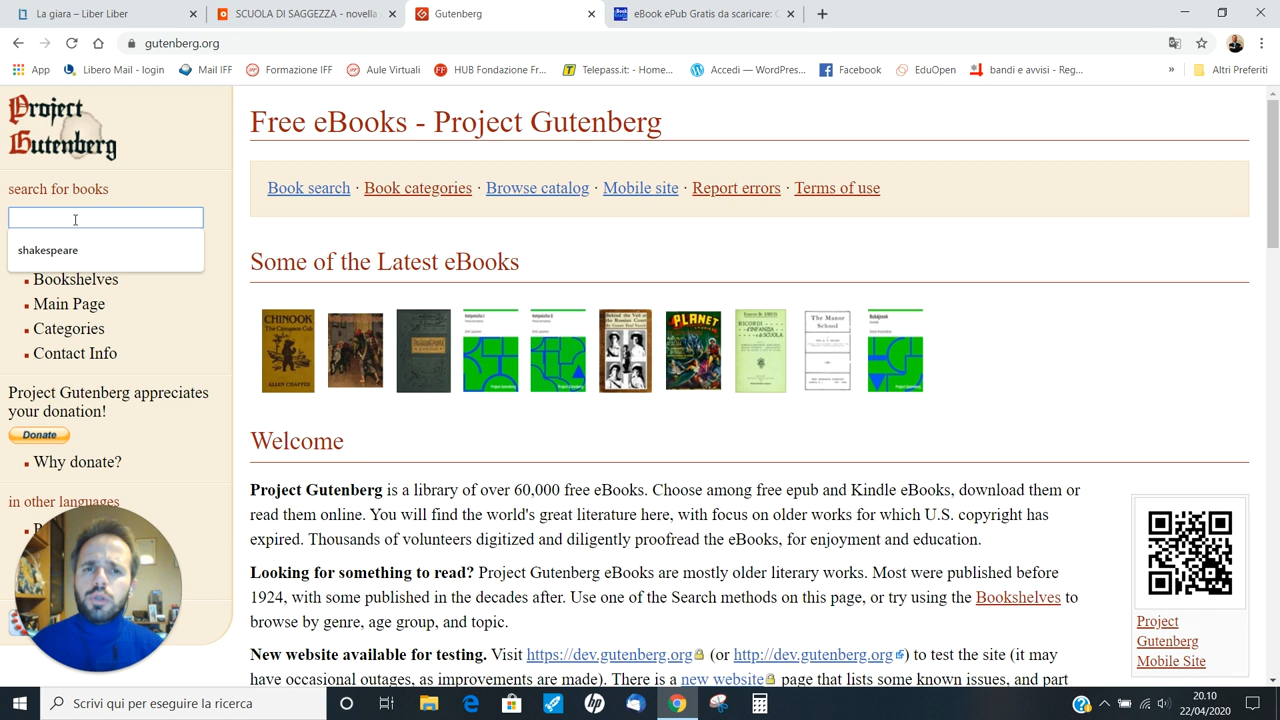 La giara – Liber Liber
SCUOLA DI SAGGEZZA - novella
Gutenberg
eBook ePub Gratis da scaricare:
gutenberg.org
App
Libero Mail - login
Mail IFF
Formazione IFF
Aule Virtuali
HUB Fondazione Fr...
Telepass.it: - Home...
Accedi — WordPres...
Facebook
EduOpen
bandi e avvisi - Reg...
Altri Preferiti
Project
Gutenberg
search for books
shakespeare
Bookshelves
Main Page
Categories
Contact Info
Project Gutenberg appreciates
your donation!
Donate
Why donate?
in other languages
Free eBooks - Project Gutenberg
Book search · Book categories · Browse catalog · Mobile site · Report errors · Terms of use
Some of the Latest eBooks
CHINOOK
ALLEN CHAFFEE
PLANET
RICORDI
D'INFANZIA
The Manor
School
Project Gutenberg
Project Gutenberg
Project Gutenberg
Welcome
Project Gutenberg is a library of over 60,000 free eBooks. Choose among free epub and Kindle eBooks, download them or
read them online. You will find the world's great literature here, with focus on older works for which U.S. copyright has
expired. Thousands of volunteers digitized and diligently proofread the eBooks, for enjoyment and education.
Looking for something to read? Project Gutenberg eBooks are mostly older literary works. Most were published before
1924, with some published in the decades after. Use one of the Search methods on this page, or try using the Bookshelves to
browse by genre, age group, and topic.
New website available for testing. Visit https://dev.gutenberg.org (or http://dev.gutenberg.org) to test the site (it may
have occasional outages, as improvements are made). There is a new website page that lists some known issues, and part
Project
Gutenberg
Mobile Site
Scrivi qui per eseguire la ricerca
20.10
22/04/2020